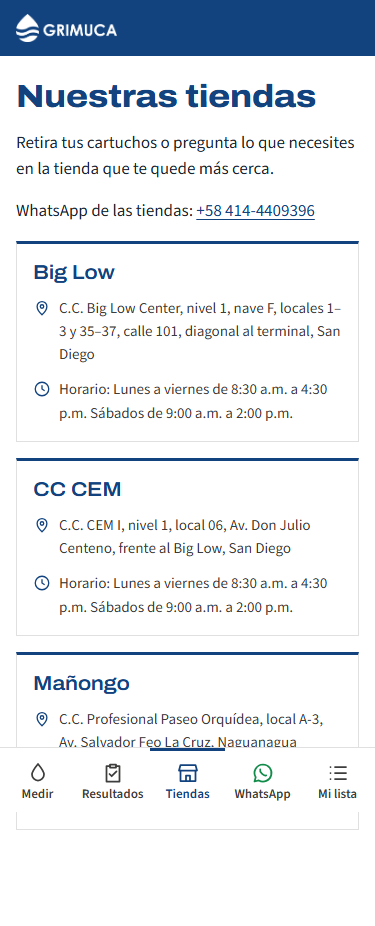 GRIMUCA
Nuestras tiendas
Retira tus cartuchos o pregunta lo que necesites
en la tienda que te quede más cerca.
WhatsApp de las tiendas: +58 414-4409396
Big Low
C.C. Big Low Center, nivel 1, nave F, locales 1–
3 y 35–37, calle 101, diagonal al terminal, San
Diego
Horario: Lunes a viernes de 8:30 a.m. a 4:30
p.m. Sábados de 9:00 a.m. a 2:00 p.m.
CC CEM
C.C. CEM I, nivel 1, local 06, Av. Don Julio
Centeno, frente al Big Low, San Diego
Horario: Lunes a viernes de 8:30 a.m. a 4:30
p.m. Sábados de 9:00 a.m. a 2:00 p.m.
Mañongo
C.C. Profesional Paseo Orquídea, local A-3,
Av. Salvador Feo La Cruz, Naguanagua
Medir
Resultados
Tiendas
WhatsApp
Mi lista